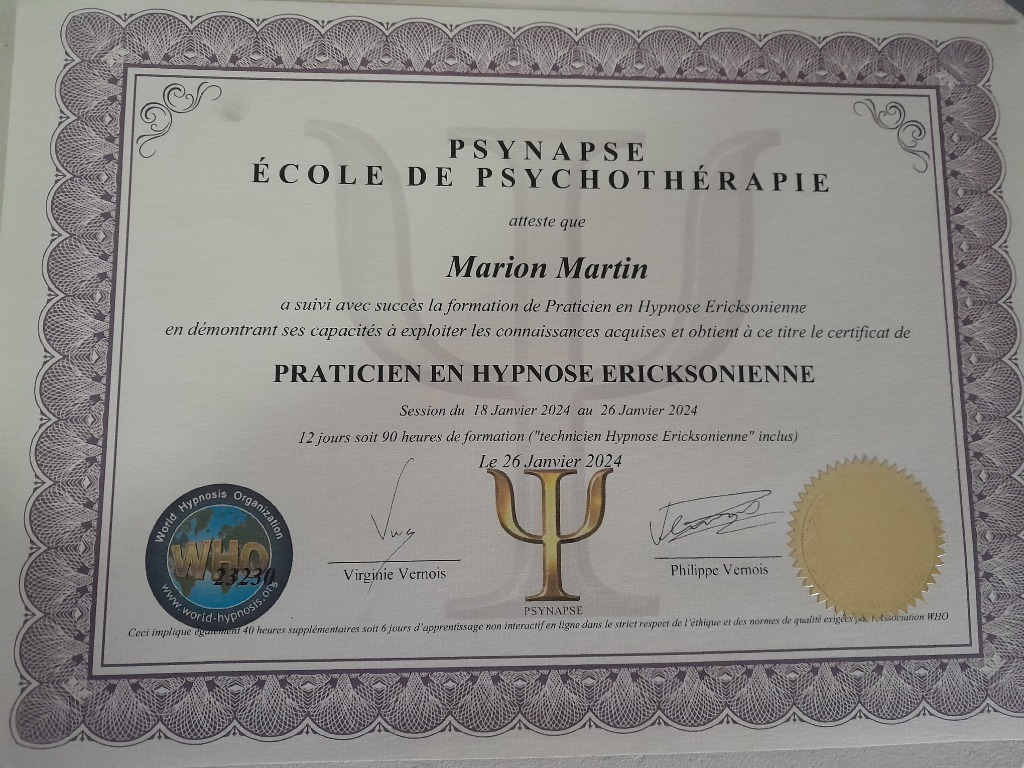 PSYNAPSE
ÉCOLE DE PSYCHOTHÉRAPIE
atteste que
Marion Martin
a suivi avec succès la formation de Praticien en Hypnose Ericksonienne
en démontrant ses capacités à exploiter les connaissances acquises et obtient à ce titre le certificat de
PRATICIEN EN HYPNOSE ERICKSONIENNE
Session du 18 Janvier 2024 au 26 Janvier 2024
12 jours soit 90 heures de formation ("technicien Hypnose Ericksonienne" inclus)
Le 26 Janvier 2024
World Hypnosis Organization
WHO
23230
www.world-hypnosis.org
Virginie Vernois
PSYNAPSE
Philippe Vernois
Ceci implique également 40 heures supplémentaires soit 6 jours d'apprentissage non interactif en ligne dans le strict respect de l'éthique et des normes de qualité exigées par l'Association WHO